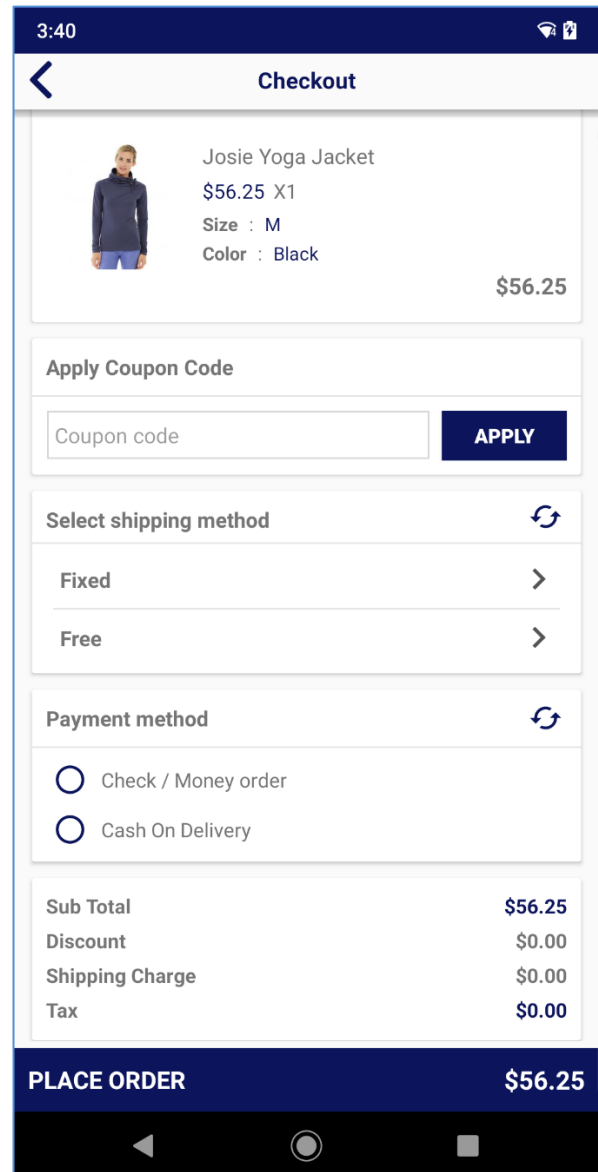 3:40
Checkout
Josie Yoga Jacket
$56.25 X1
Size : M
Color : Black
$56.25
Apply Coupon Code
Coupon code
APPLY
Select shipping method
Fixed
Free
Payment method
Check / Money order
Cash On Delivery
Sub Total $56.25
Discount $0.00
Shipping Charge $0.00
Tax $0.00
PLACE ORDER $56.25